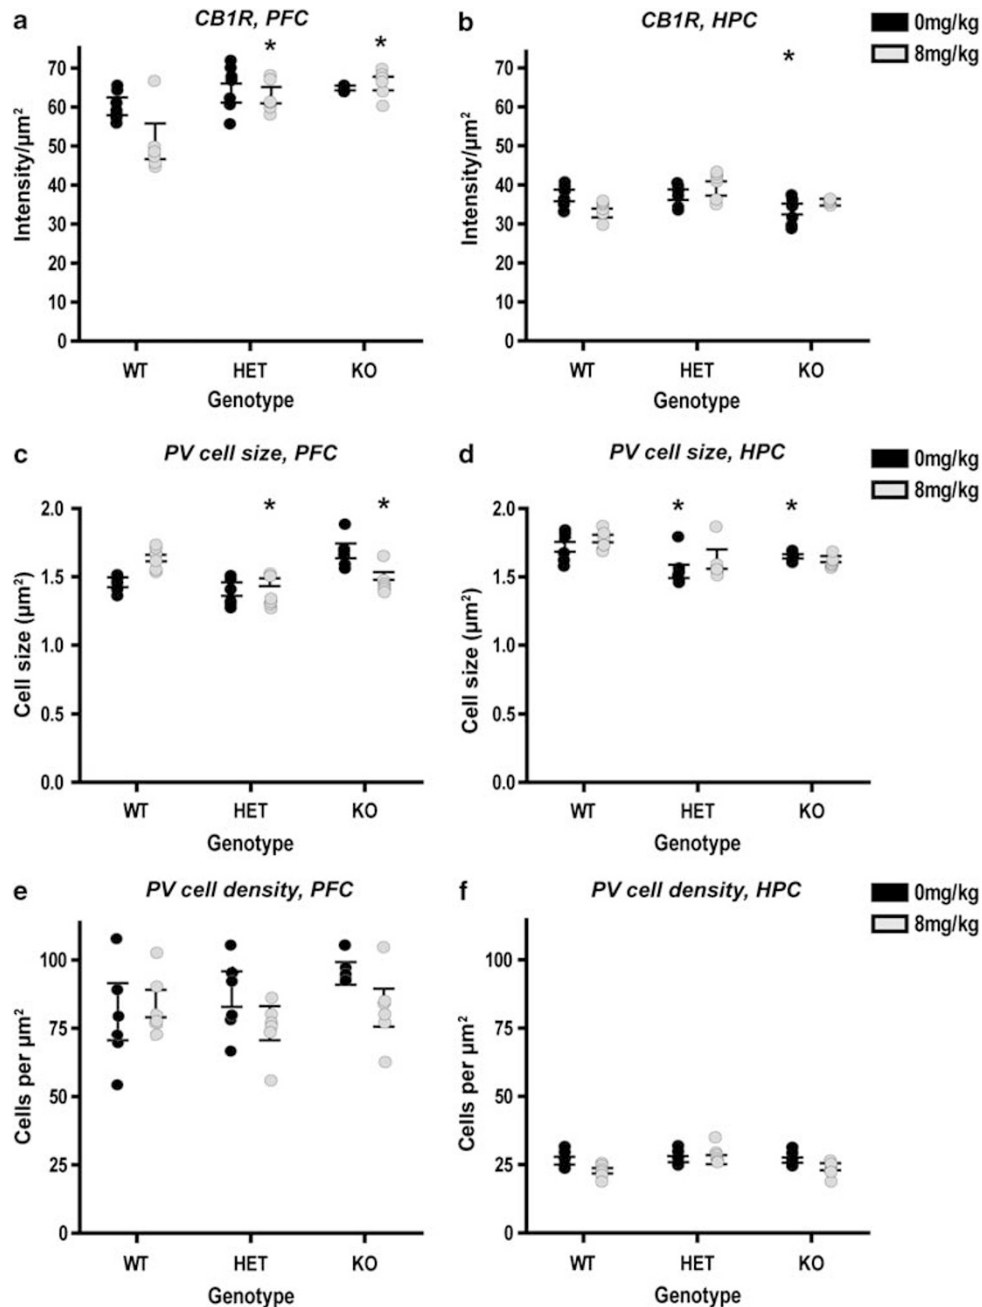 a
CB1R, PFC
Intensity/µm²
70
60
50
40
30
20
10
0
*
*
WT HET KO
Genotype
b
CB1R, HPC
0mg/kg
8mg/kg
Intensity/µm²
70
60
50
40
30
20
10
0
*
WT HET KO
Genotype
c
PV cell size, PFC
Cell size (µm²)
2.0
1.5
1.0
0.5
0.0
*
*
WT HET KO
Genotype
d
PV cell size, HPC
0mg/kg
8mg/kg
Cell size (µm²)
2.0
1.5
1.0
0.5
0.0
*
*
WT HET KO
Genotype
e
PV cell density, PFC
Cells per µm²
100
75
50
25
0
WT HET KO
Genotype
f
PV cell density, HPC
0mg/kg
8mg/kg
Cells per µm²
100
75
50
25
0
WT HET KO
Genotype